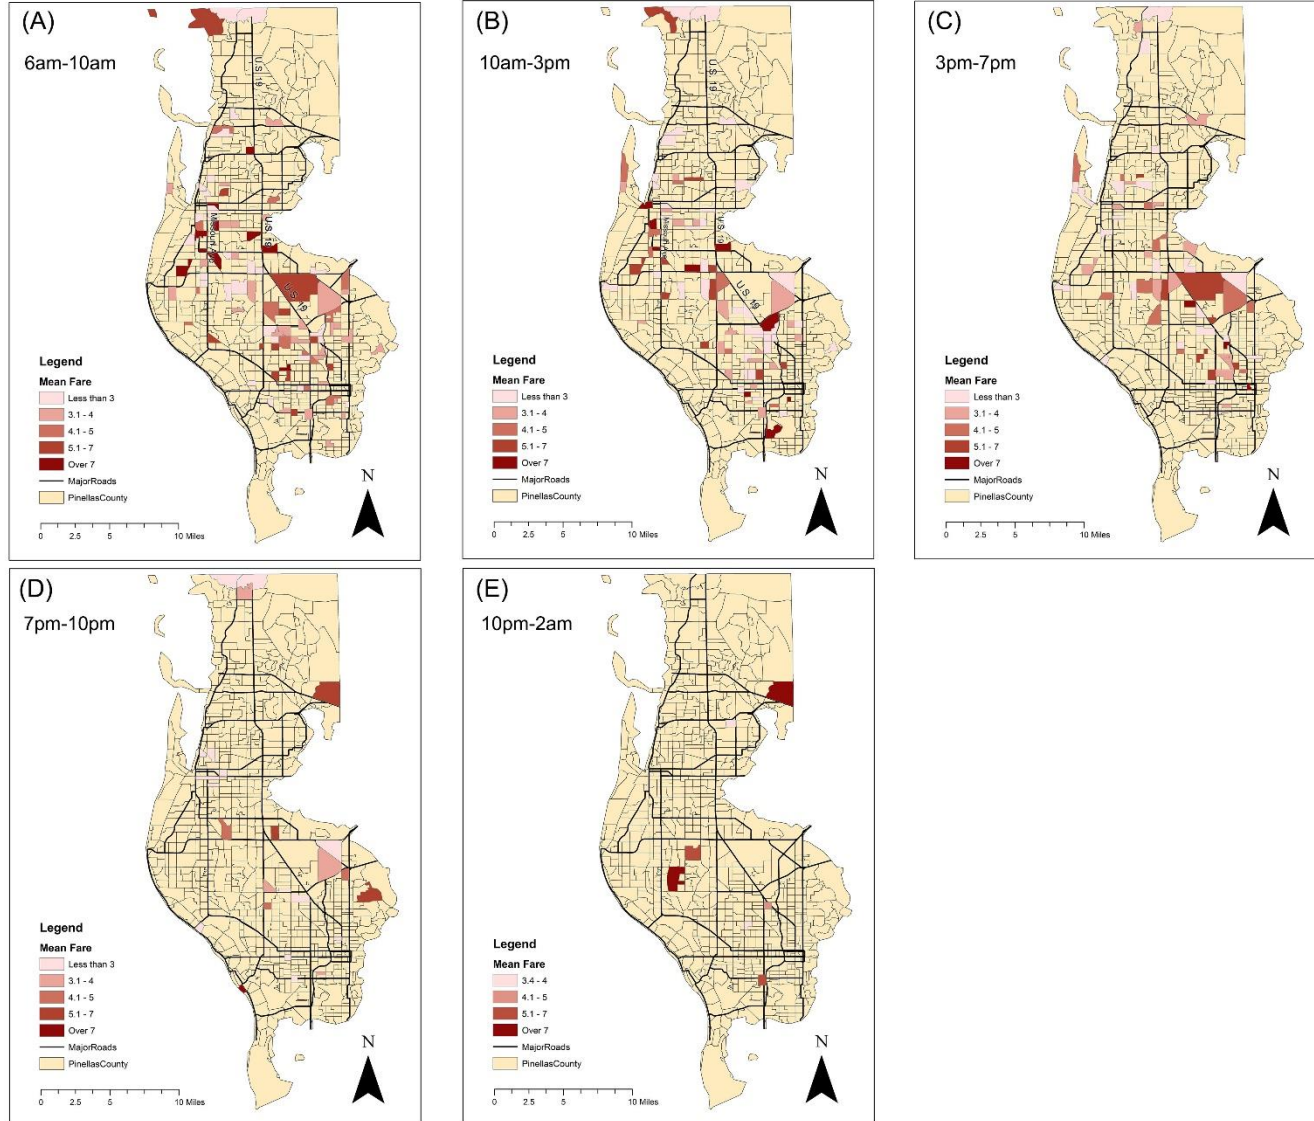 (A)
6am-10am
U.S. 19
Missouri Ave
U.S. 19
U.S. 19
Legend
Mean Fare
Less than 3
3.1 - 4
4.1 - 5
5.1 - 7
Over 7
MajorRoads
PinellasCounty
N
0 2.5 5 10 Miles
(B)
10am-3pm
U.S. 19
Missouri Ave
U.S. 19
U.S. 19
Legend
Mean Fare
Less than 3
3.1 - 4
4.1 - 5
5.1 - 7
Over 7
MajorRoads
PinellasCounty
N
0 2.5 5 10 Miles
(C)
3pm-7pm
Legend
Mean Fare
Less than 3
3.1 - 4
4.1 - 5
5.1 - 7
Over 7
MajorRoads
PinellasCounty
N
0 2.5 5 10 Miles
(D)
7pm-10pm
Legend
Mean Fare
Less than 3
3.1 - 4
4.1 - 5
5.1 - 7
Over 7
MajorRoads
PinellasCounty
N
0 2.5 5 10 Miles
(E)
10pm-2am
Legend
Mean Fare
3.4 - 4
4.1 - 5
5.1 - 7
Over 7
MajorRoads
PinellasCounty
N
0 2.5 5 10 Miles